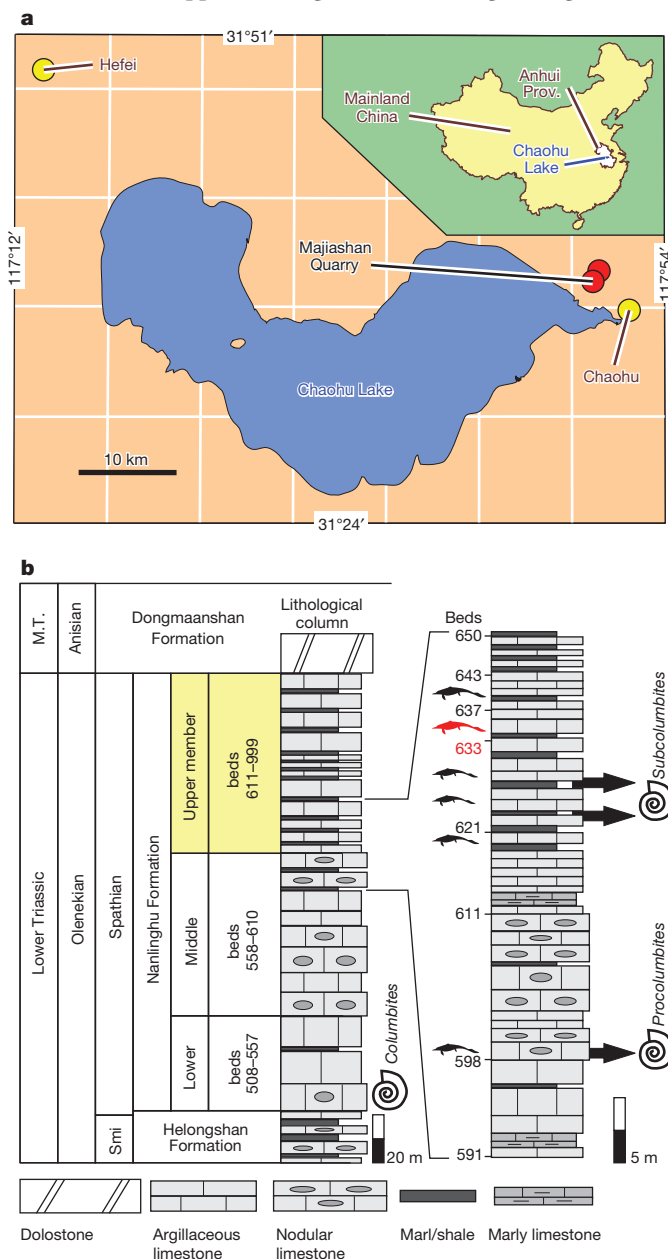 a
31°51′
Hefei
Mainland
China
Anhui
Prov.
Chaohu
Lake
117°12′
Majiashan
Quarry
117°54′
Chaohu
Chaohu Lake
10 km
31°24′
b
M.T.
Anisian
Dongmaanshan
Formation
Lithological
column
Lower Triassic
Olenekian
Spathian
Smi
Nanlinghu Formation
Upper member
beds
611–999
Middle
beds
558–610
Lower
beds
508–557
Helongshan
Formation
Columbites
20 m
Beds
650
643
637
633
621
611
598
591
Subcolumbites
Procolumbites
5 m
Dolostone
Argillaceous
limestone
Nodular
limestone
Marl/shale
Marly limestone